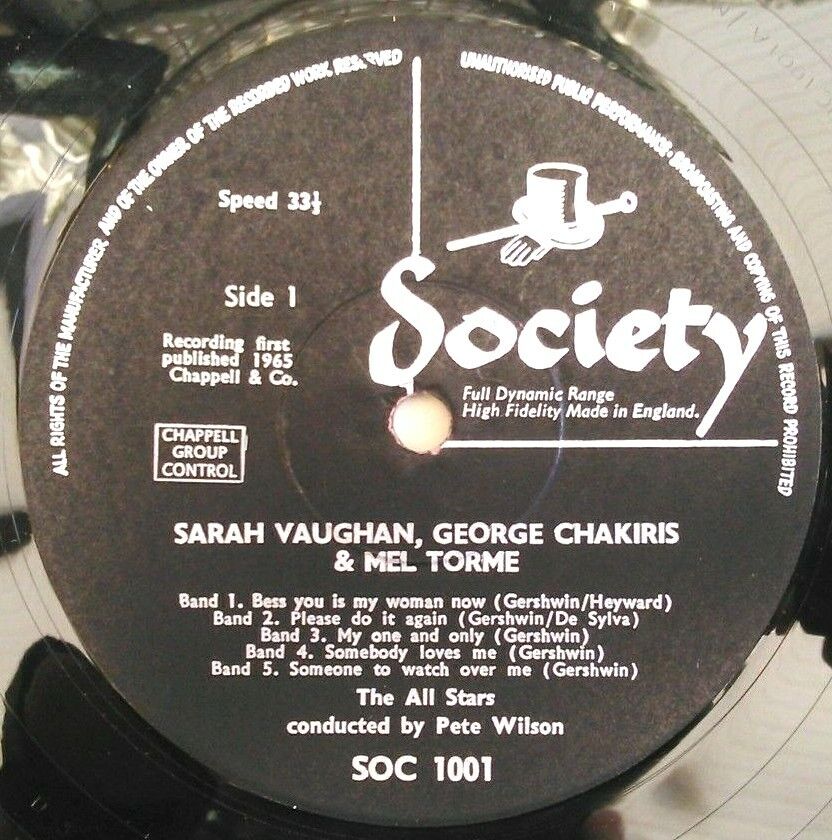 ALL RIGHTS OF THE MANUFACTURER AND OF THE OWNER OF THE RECORDED WORK RESERVED
UNAUTHORISED PUBLIC PERFORMANCE · BROADCASTING AND COPYING OF THIS RECORD PROHIBITED
Speed 33⅓
Side 1
Society
Recording first
published 1965
Chappell & Co.
Full Dynamic Range
High Fidelity Made in England.
CHAPPELL
GROUP
CONTROL
SARAH VAUGHAN, GEORGE CHAKIRIS
& MEL TORME
Band 1. Bess you is my woman now (Gershwin/Heyward)
Band 2. Please do it again (Gershwin/De Sylva)
Band 3. My one and only (Gershwin)
Band 4. Somebody loves me (Gershwin)
Band 5. Someone to watch over me (Gershwin)
The All Stars
conducted by Pete Wilson
SOC 1001